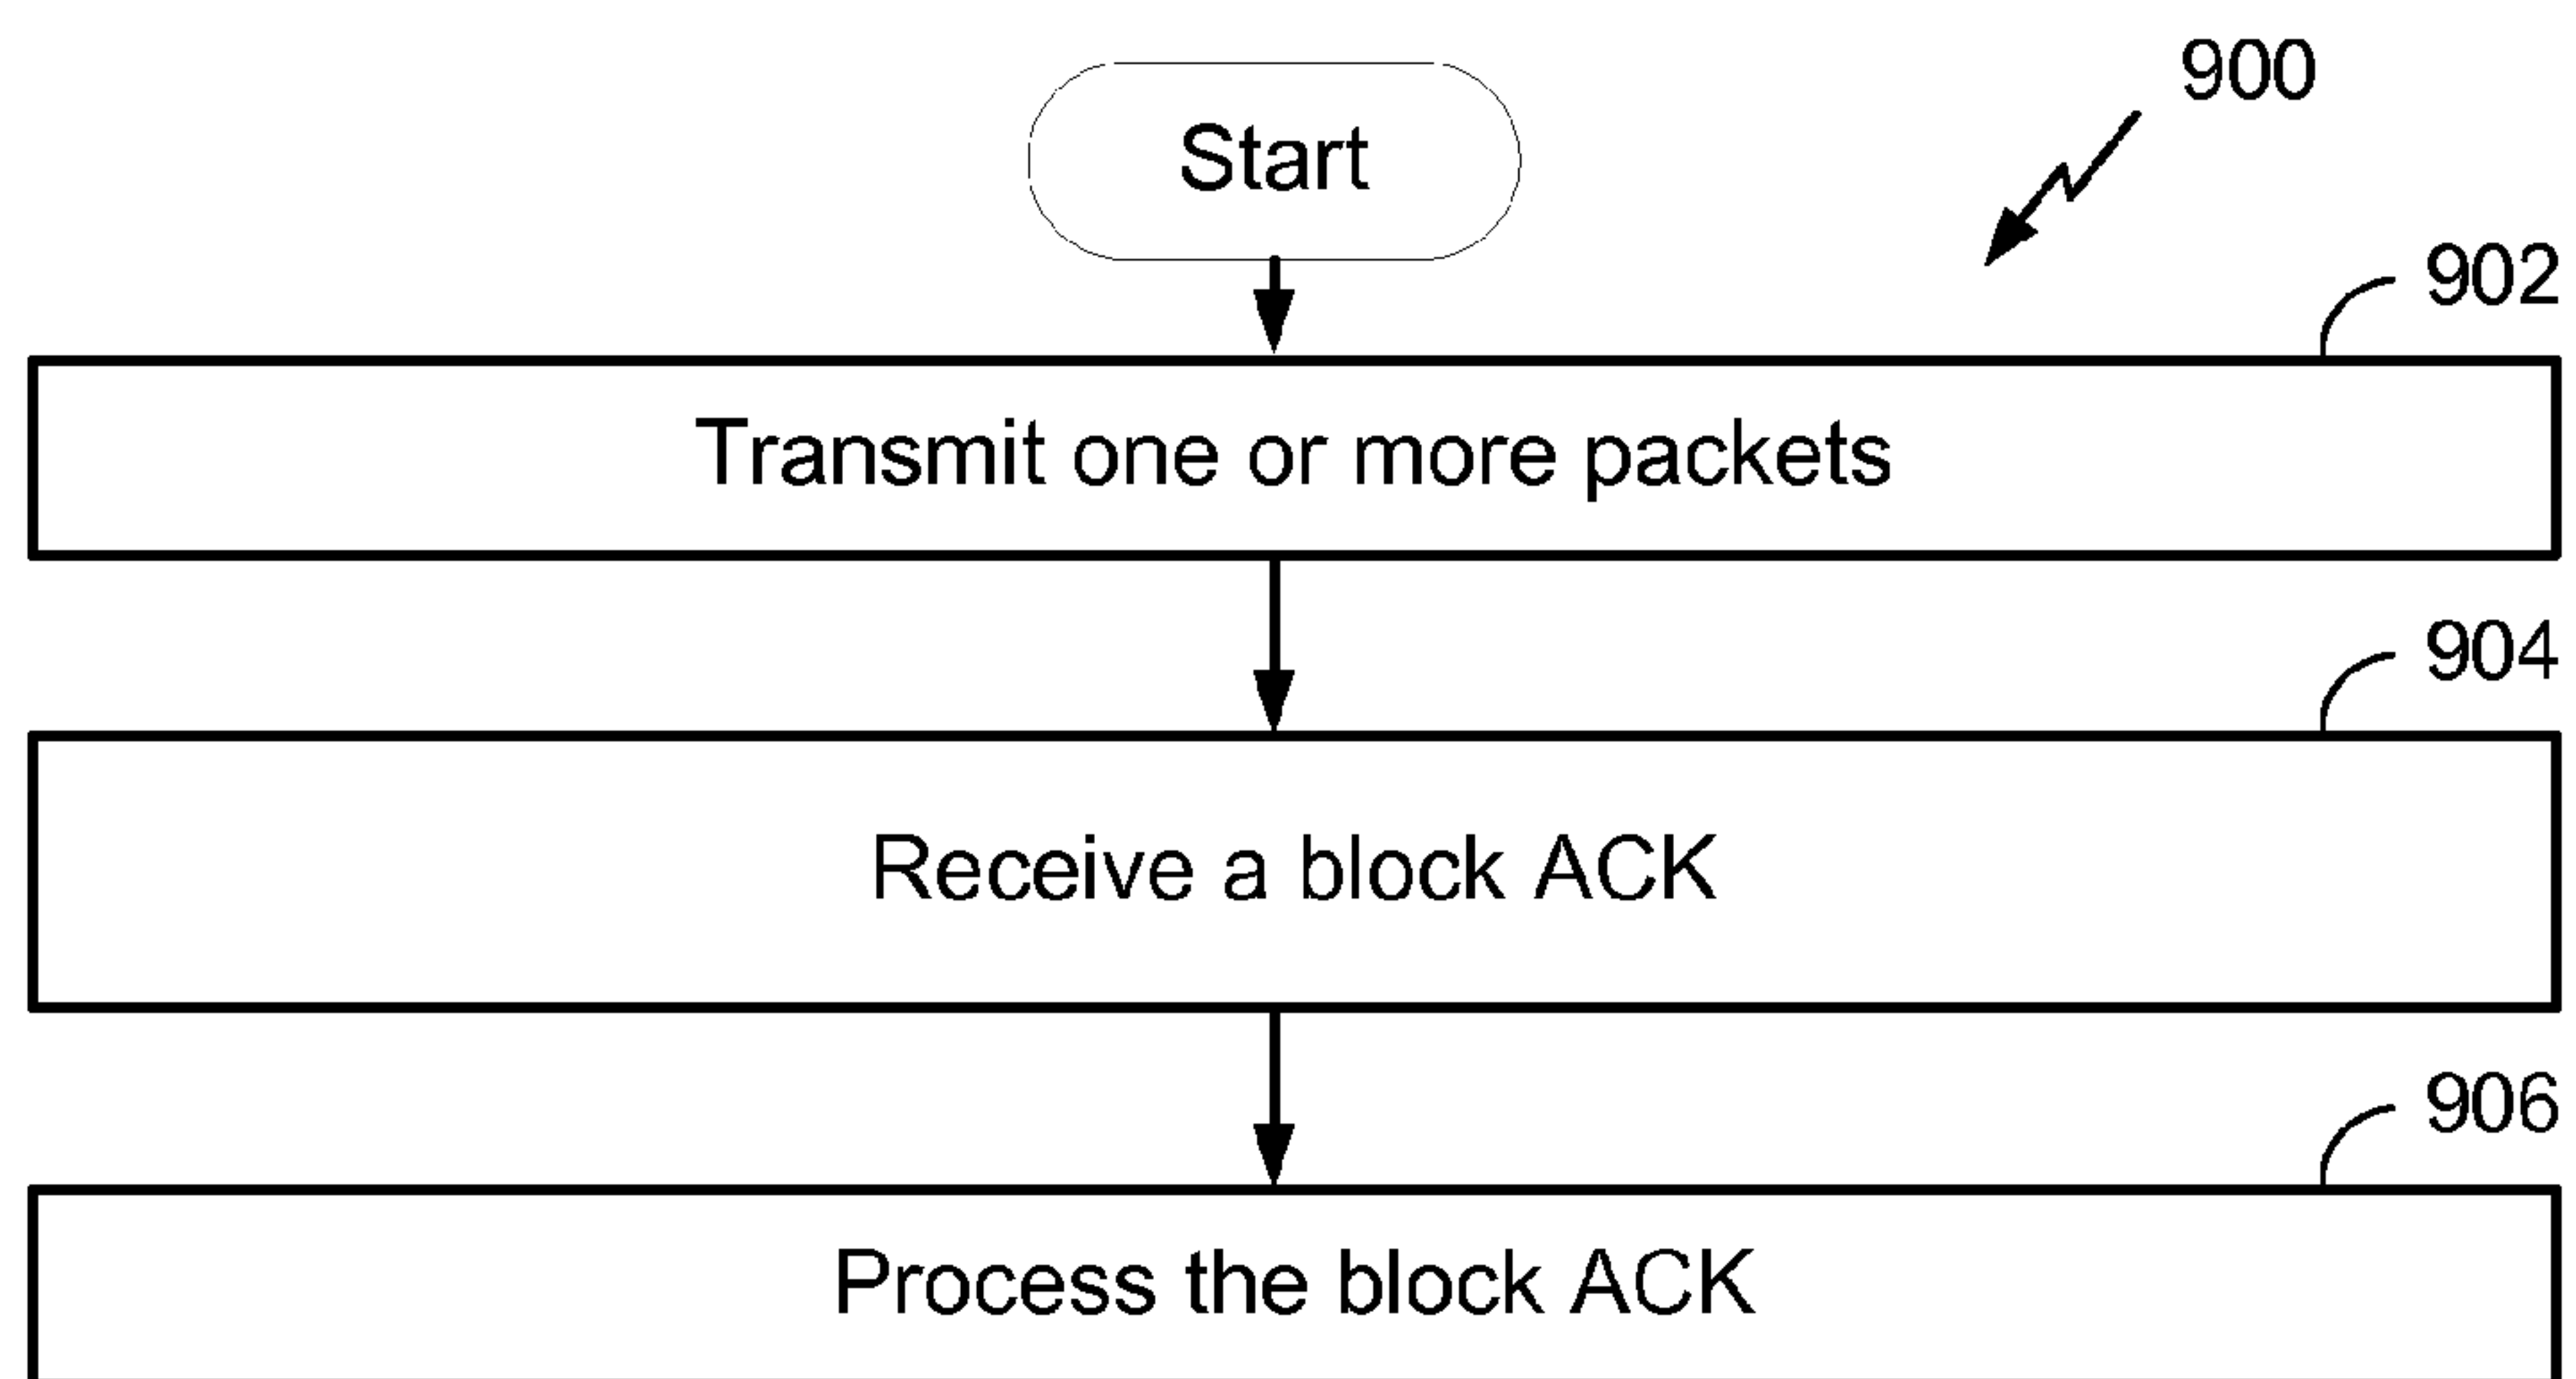 900
Start
902
Transmit one or more packets
904
Receive a block ACK
906
Process the block ACK